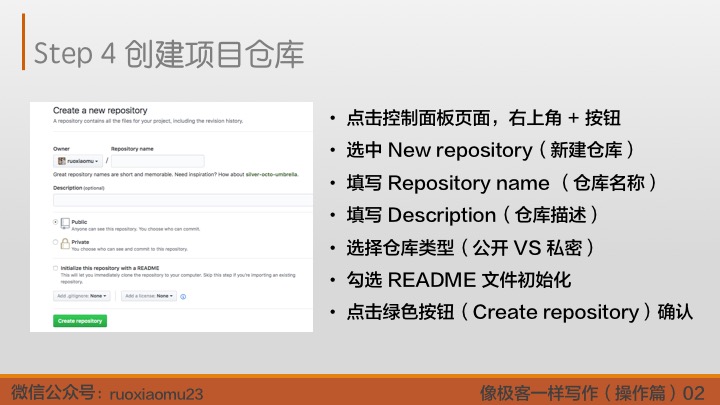 Step 4 创建项目仓库
Create a new repository
A repository contains all the files for your project, including the revision history.
Owner
Repository name
ruoxiaomu
/
Great repository names are short and memorable. Need inspiration? How about silver-octo-umbrella.
Description (optional)
Public
Anyone can see this repository. You choose who can commit.
Private
You choose who can see and commit to this repository.
Initialize this repository with a README
This will let you immediately clone the repository to your computer. Skip this step if you're importing an existing
repository.
Add .gitignore: None
Add a license: None
Create repository
• 点击控制面板页面，右上角 + 按钮
• 选中 New repository（新建仓库）
• 填写 Repository name （仓库名称）
• 填写 Description（仓库描述）
• 选择仓库类型（公开 VS 私密）
• 勾选 README 文件初始化
• 点击绿色按钮（Create repository）确认
微信公众号：ruoxiaomu23
像极客一样写作（操作篇）02